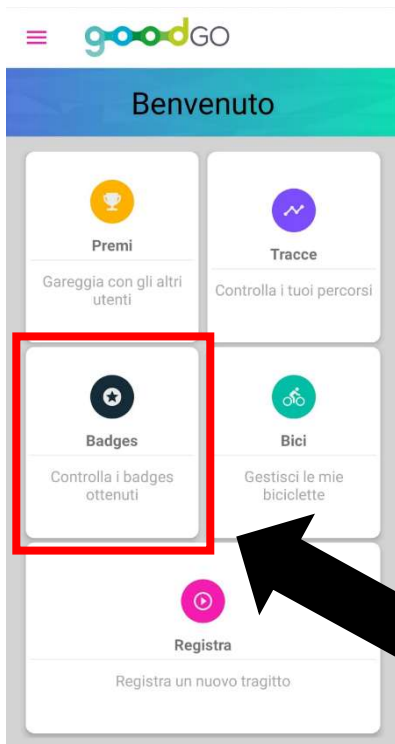 goodGO
Benvenuto
Premi
Gareggia con gli altri
utenti
Tracce
Controlla i tuoi percorsi
Badges
Controlla i badges
ottenuti
Bici
Gestisci le mie
biciclette
Registra
Registra un nuovo tragitto